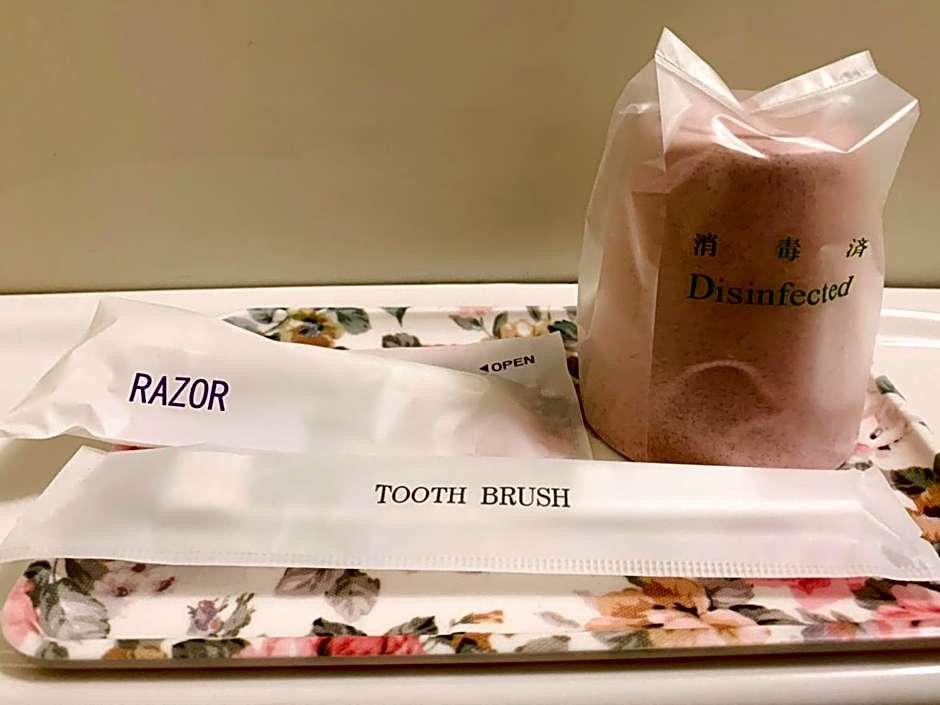 消毒済
Disinfected
◀OPEN
RAZOR
TOOTH BRUSH